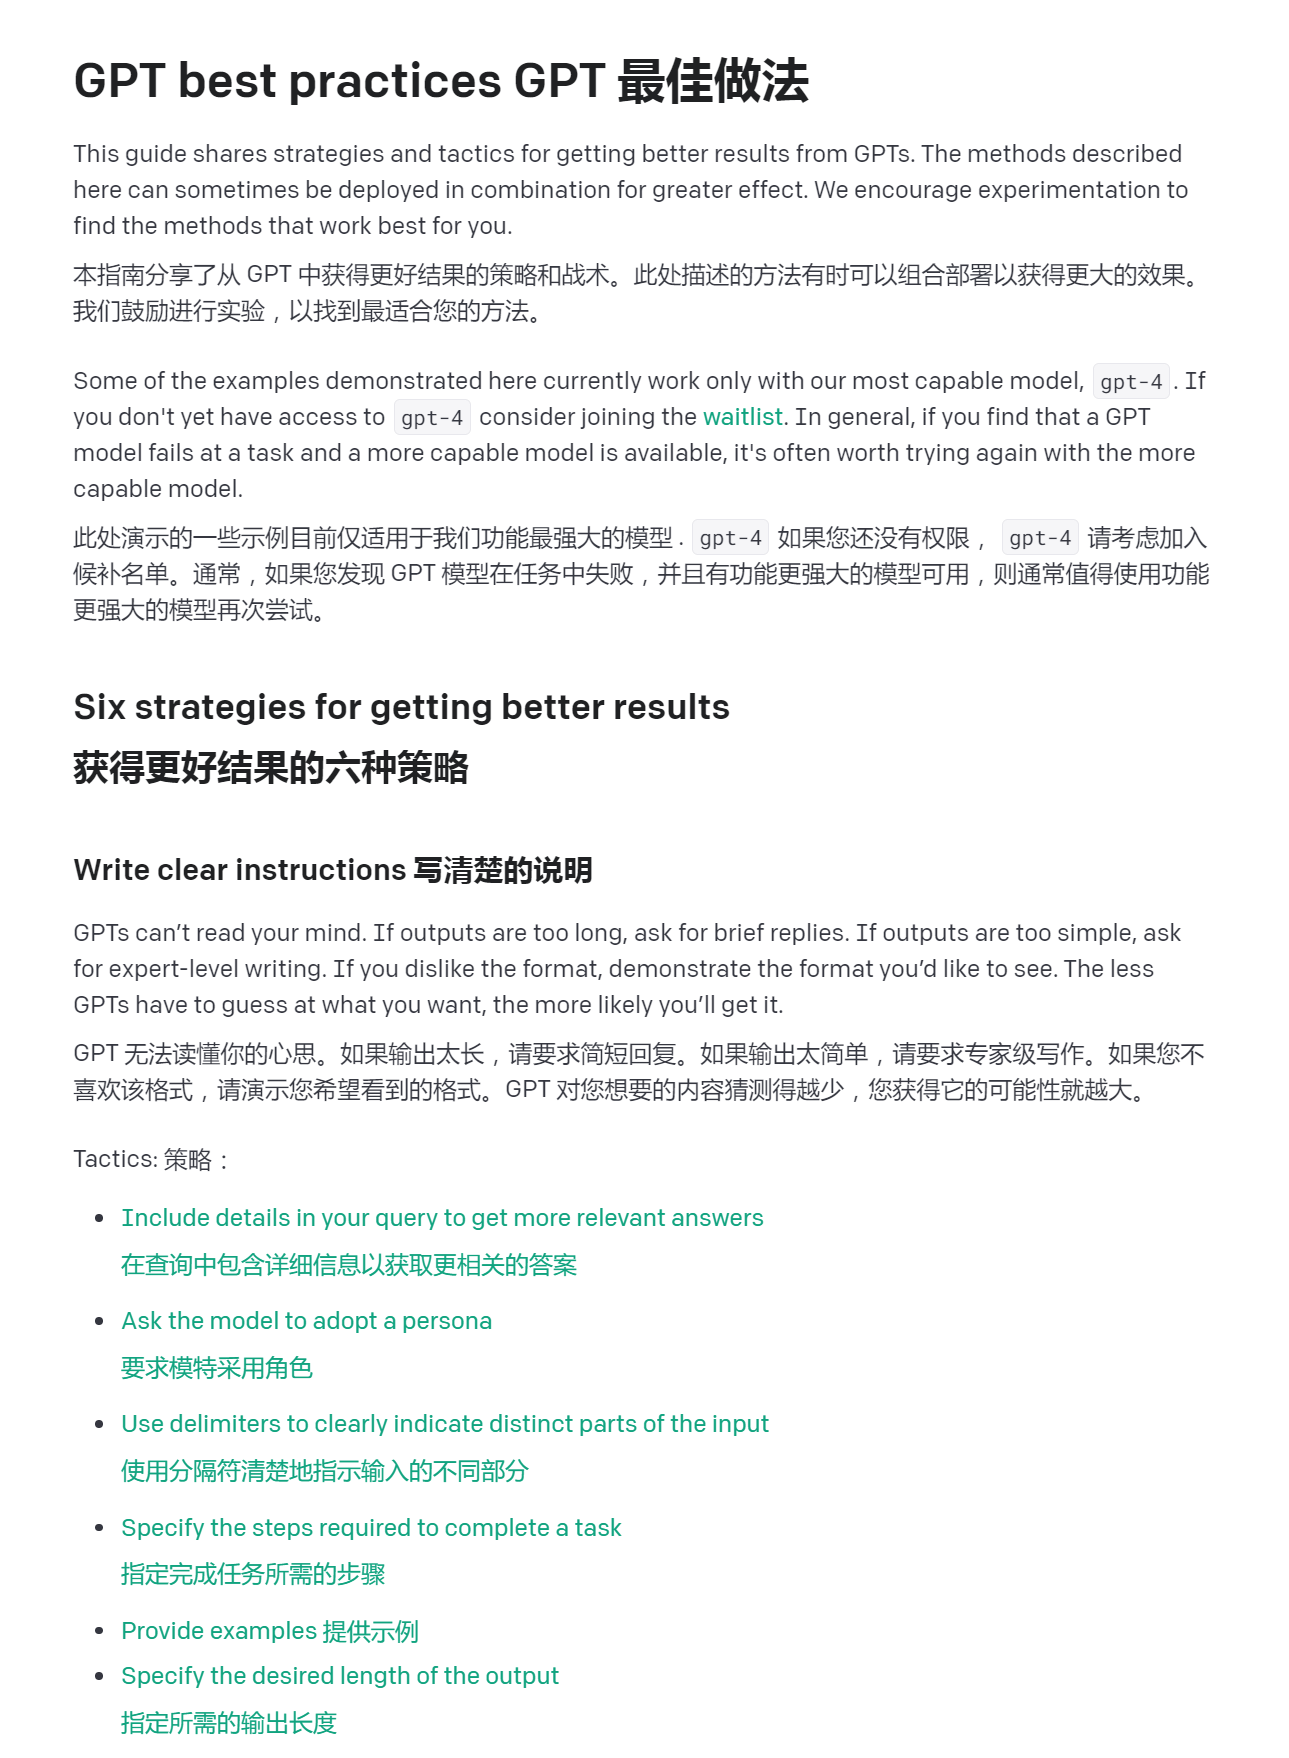 GPT best practices GPT 最佳做法
This guide shares strategies and tactics for getting better results from GPTs. The methods described
here can sometimes be deployed in combination for greater effect. We encourage experimentation to
find the methods that work best for you.
本指南分享了从 GPT 中获得更好结果的策略和战术。此处描述的方法有时可以组合部署以获得更大的效果。
我们鼓励进行实验，以找到最适合您的方法。
Some of the examples demonstrated here currently work only with our most capable model, gpt-4. If
you don't yet have access to gpt-4 consider joining the waitlist. In general, if you find that a GPT
model fails at a task and a more capable model is available, it's often worth trying again with the more
capable model.
此处演示的一些示例目前仅适用于我们功能最强大的模型 . gpt-4 如果您还没有权限， gpt-4 请考虑加入
候补名单。通常，如果您发现 GPT 模型在任务中失败，并且有功能更强大的模型可用，则通常值得使用功能
更强大的模型再次尝试。
Six strategies for getting better results
获得更好结果的六种策略
Write clear instructions 写清楚的说明
GPTs can’t read your mind. If outputs are too long, ask for brief replies. If outputs are too simple, ask
for expert-level writing. If you dislike the format, demonstrate the format you’d like to see. The less
GPTs have to guess at what you want, the more likely you’ll get it.
GPT 无法读懂你的心思。如果输出太长，请要求简短回复。如果输出太简单，请要求专家级写作。如果您不
喜欢该格式，请演示您希望看到的格式。GPT 对您想要的内容猜测得越少，您获得它的可能性就越大。
Tactics: 策略：
• Include details in your query to get more relevant answers
在查询中包含详细信息以获取更相关的答案
• Ask the model to adopt a persona
要求模特采用角色
• Use delimiters to clearly indicate distinct parts of the input
使用分隔符清楚地指示输入的不同部分
• Specify the steps required to complete a task
指定完成任务所需的步骤
• Provide examples 提供示例
• Specify the desired length of the output
指定所需的输出长度